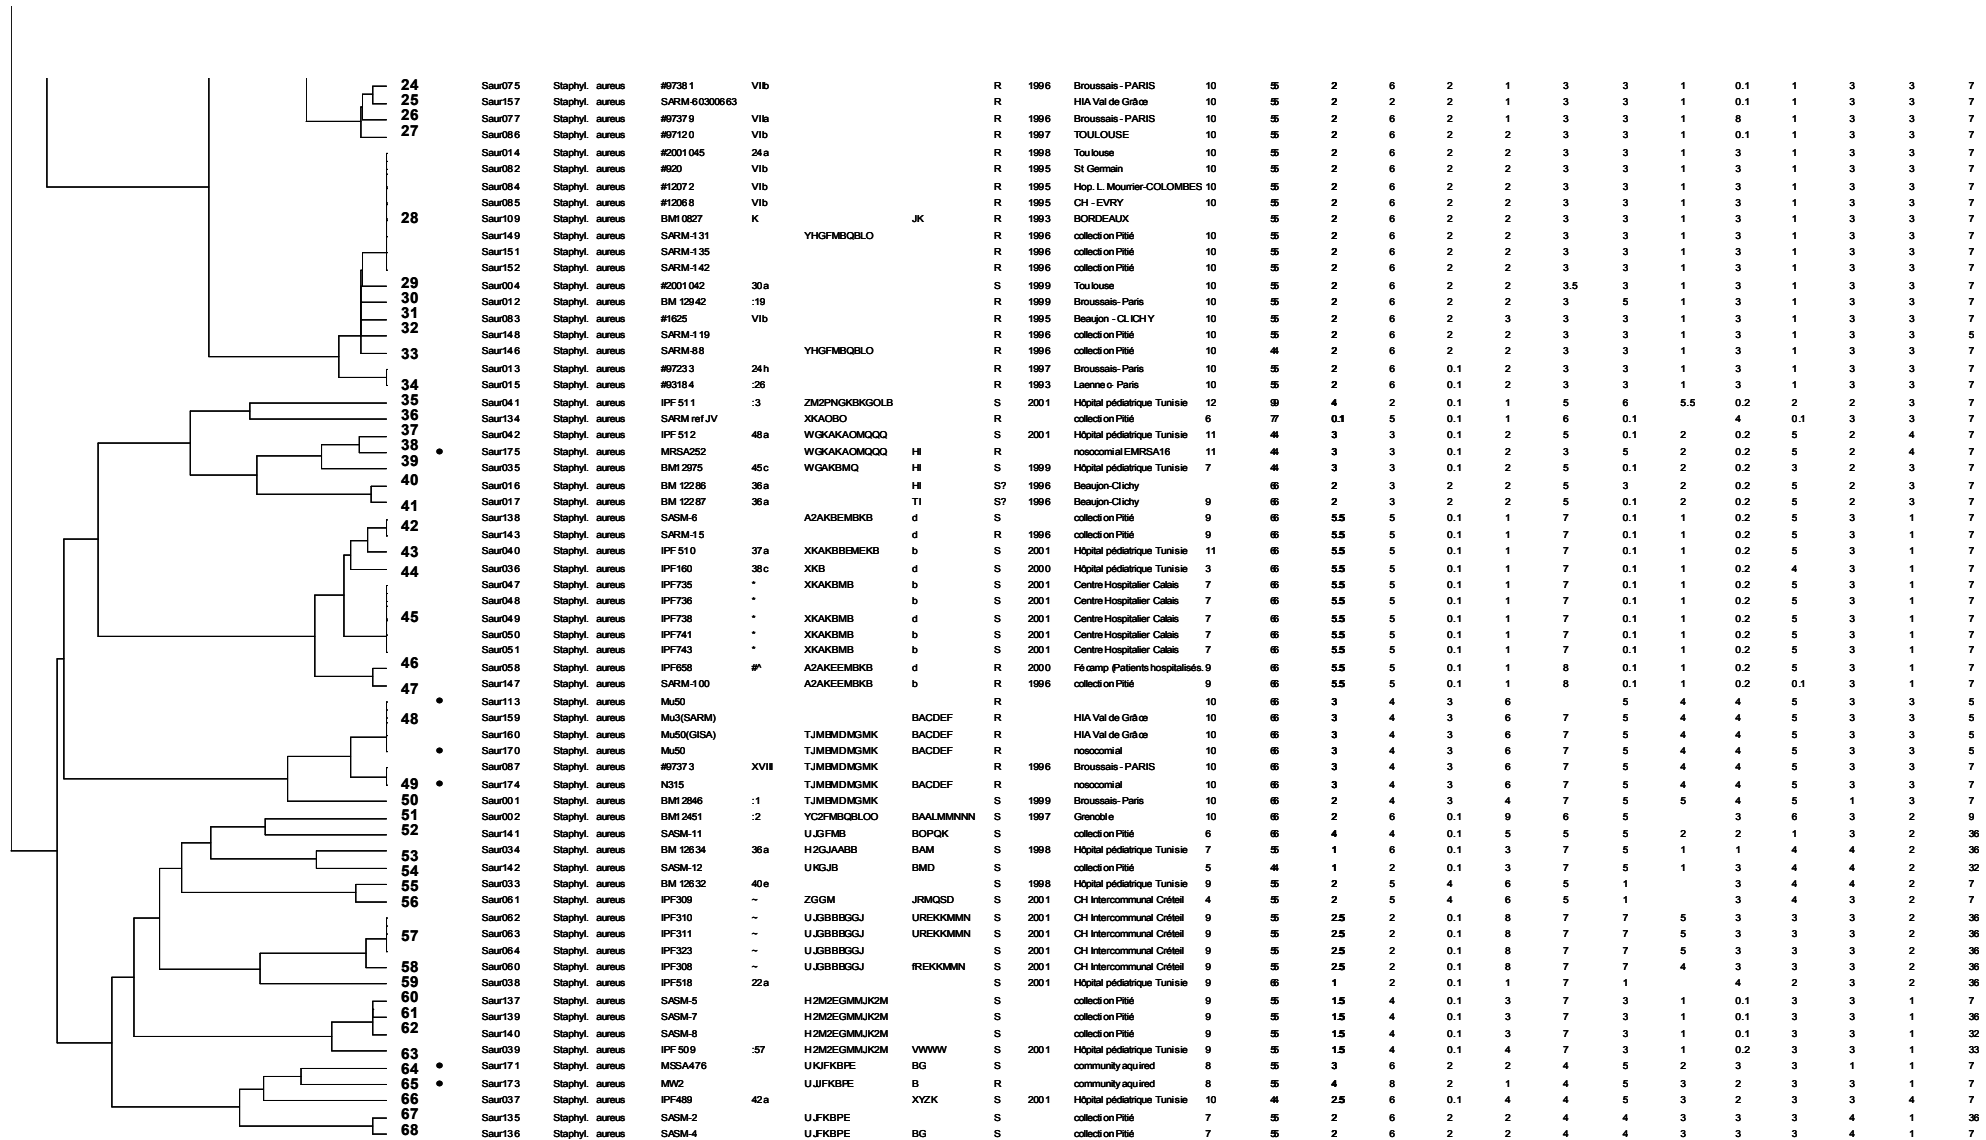 24 Saur075 Staphyl. aureus #97381 VIIb R 1996 Broussais - PARIS 10 55 2 6 2 1 3 3 1 0.1 1 3 3 7
25 Saur157 Staphyl. aureus SARM-60300663 R HIA Val de Grâce 10 55 2 2 2 1 3 3 1 0.1 1 3 3 7
26 Saur077 Staphyl. aureus #97379 VIIa R 1996 Broussais - PARIS 10 55 2 6 2 1 3 3 1 8 1 3 3 7
27 Saur086 Staphyl. aureus #97120 VIb R 1997 TOULOUSE 10 55 2 6 2 2 3 3 1 0.1 1 3 3 7
Saur014 Staphyl. aureus #2001045 24a R 1998 Toulouse 10 55 2 6 2 2 3 3 1 3 1 3 3 7
Saur082 Staphyl. aureus #920 VIb R 1995 St Germain 10 55 2 6 2 2 3 3 1 3 1 3 3 7
Saur084 Staphyl. aureus #12072 VIb R 1995 Hop. L. Mourrier-COLOMBES 10 55 2 6 2 2 3 3 1 3 1 3 3 7
Saur085 Staphyl. aureus #12068 VIb R 1995 CH - EVRY 10 55 2 6 2 2 3 3 1 3 1 3 3 7
28 Saur109 Staphyl. aureus BM10827 K JK R 1993 BORDEAUX 55 2 6 2 2 3 3 1 3 1 3 3 7
Saur149 Staphyl. aureus SARM-131 YHGFMBQBLO R 1996 collection Pitié 10 55 2 6 2 2 3 3 1 3 1 3 3 7
Saur151 Staphyl. aureus SARM-135 R 1996 collection Pitié 10 55 2 6 2 2 3 3 1 3 1 3 3 7
Saur152 Staphyl. aureus SARM-142 R 1996 collection Pitié 10 55 2 6 2 2 3 3 1 3 1 3 3 7
29 Saur004 Staphyl. aureus #2001042 30a S 1999 Toulouse 10 55 2 6 2 2 3.5 3 1 3 1 3 3 7
30 Saur012 Staphyl. aureus BM 12942 :19 R 1999 Broussais- Paris 10 55 2 6 2 2 3 5 1 3 1 3 3 7
31 Saur083 Staphyl. aureus #1625 VIb R 1995 Beaujon - CLICHY 10 55 2 6 2 3 3 3 1 3 1 3 3 7
32 Saur148 Staphyl. aureus SARM-119 R 1996 collection Pitié 10 55 2 6 2 2 3 3 1 3 1 3 3 5
33 Saur146 Staphyl. aureus SARM-88 YHGFMBQBLO R 1996 collection Pitié 10 44 2 6 2 2 3 3 1 3 1 3 3 7
Saur013 Staphyl. aureus #97233 24h R 1997 Broussais- Paris 10 55 2 6 0.1 2 3 3 1 3 1 3 3 7
34 Saur015 Staphyl. aureus #93184 :26 R 1993 Laennec- Paris 10 55 2 6 0.1 2 3 3 1 3 1 3 3 7
35 Saur041 Staphyl. aureus IPF 511 :3 ZM2PNGKBKGOLB S 2001 Hôpital pédiatrique Tunisie 12 99 4 2 0.1 1 5 6 5.5 0.2 2 2 3 7
36 Saur134 Staphyl. aureus SARM ref JV XKAOBO R collection Pitié 6 77 0.1 5 0.1 1 6 0.1 4 0.1 3 3 7
37 Saur042 Staphyl. aureus IPF 512 48a WGKAKAOMQQQ S 2001 Hôpital pédiatrique Tunisie 11 44 3 3 0.1 2 5 0.1 2 0.2 5 2 4 7
38 ● Saur175 Staphyl. aureus MRSA252 WGKAKAOMQQQ HI R nosocomial EMRSA16 11 44 3 3 0.1 2 3 5 2 0.2 5 2 4 7
39 Saur035 Staphyl. aureus BM12975 45c WGAKBMQ HI S 1999 Hôpital pédiatrique Tunisie 7 44 3 3 0.1 2 5 0.1 2 0.2 2 3 3 7
40 Saur016 Staphyl. aureus BM 12286 36a HI S? 1996 Beaujon-Clichy 66 2 3 2 2 5 3 2 0.2 5 2 3 7
41 Saur017 Staphyl. aureus BM 12287 36a TI S? 1996 Beaujon-Clichy 9 66 2 3 2 2 5 0.1 2 0.2 5 2 3 7
42 Saur138 Staphyl. aureus SASM-6 A2AKBEMBKB d S collection Pitié 9 66 5.5 5 0.1 1 7 0.1 1 0.2 5 3 1 7
Saur143 Staphyl. aureus SARM-15 d R 1996 collection Pitié 9 66 5.5 5 0.1 1 7 0.1 1 0.2 5 3 1 7
43 Saur040 Staphyl. aureus IPF 510 37a XKAKBBEMEKB b S 2001 Hôpital pédiatrique Tunisie 11 66 5.5 5 0.1 1 7 0.1 1 0.2 5 3 1 7
44 Saur036 Staphyl. aureus IPF160 38c XKB d S 2000 Hôpital pédiatrique Tunisie 3 66 5.5 5 0.1 1 7 0.1 1 0.2 4 3 1 7
Saur047 Staphyl. aureus IPF735 * XKAKBMB b S 2001 Centre Hospitalier Calais 7 66 5.5 5 0.1 1 7 0.1 1 0.2 5 3 1 7
Saur048 Staphyl. aureus IPF736 * b S 2001 Centre Hospitalier Calais 7 66 5.5 5 0.1 1 7 0.1 1 0.2 5 3 1 7
45 Saur049 Staphyl. aureus IPF738 * XKAKBMB d S 2001 Centre Hospitalier Calais 7 66 5.5 5 0.1 1 7 0.1 1 0.2 5 3 1 7
Saur050 Staphyl. aureus IPF741 * XKAKBMB b S 2001 Centre Hospitalier Calais 7 66 5.5 5 0.1 1 7 0.1 1 0.2 5 3 1 7
Saur051 Staphyl. aureus IPF743 * XKAKBMB b S 2001 Centre Hospitalier Calais 7 66 5.5 5 0.1 1 7 0.1 1 0.2 5 3 1 7
46 Saur058 Staphyl. aureus IPF658 #^ A2AKEEMBKB d R 2000 Fécamp (Patients hospitalisés. 9 66 5.5 5 0.1 1 8 0.1 1 0.2 5 3 1 7
47 Saur147 Staphyl. aureus SARM-100 A2AKEEMBKB b R 1996 collection Pitié 9 66 5.5 5 0.1 1 8 0.1 1 0.2 0.1 3 1 7
● Saur113 Staphyl. aureus Mu50 R 10 66 3 4 3 6 5 4 4 5 3 3 5
48 Saur159 Staphyl. aureus Mu3(SARM) BACDEF R HIA Val de Grâce 10 66 3 4 3 6 7 5 4 4 5 3 3 5
Saur160 Staphyl. aureus Mu50(GISA) TJMBMDMGMK BACDEF R HIA Val de Grâce 10 66 3 4 3 6 7 5 4 4 5 3 3 5
● Saur170 Staphyl. aureus Mu50 TJMBMDMGMK BACDEF R nosocomial 10 66 3 4 3 6 7 5 4 4 5 3 3 5
Saur087 Staphyl. aureus #97373 XVIII TJMBMDMGMK R 1996 Broussais - PARIS 10 66 3 4 3 6 7 5 4 4 5 3 3 7
49 ● Saur174 Staphyl. aureus N315 TJMBMDMGMK BACDEF R nosocomial 10 66 3 4 3 6 7 5 4 4 5 3 3 7
50 Saur001 Staphyl. aureus BM12846 :1 TJMBMDMGMK S 1999 Broussais- Paris 10 66 2 4 3 4 7 5 5 4 5 1 3 7
51 Saur002 Staphyl. aureus BM12451 :2 YC2FMBQBLOO BAALMMNNN S 1997 Grenoble 10 66 2 6 0.1 9 6 5 3 6 3 2 9
52 Saur141 Staphyl. aureus SASM-11 UJGFMB BOPQK S collection Pitié 6 66 4 4 0.1 5 5 5 2 2 1 3 2 36
53 Saur034 Staphyl. aureus BM 12634 36a H2GJAABB BAM S 1998 Hôpital pédiatrique Tunisie 7 55 1 6 0.1 3 7 5 1 1 4 4 2 36
54 Saur142 Staphyl. aureus SASM-12 UKGJB BMD S collection Pitié 5 44 1 2 0.1 3 7 5 1 3 4 4 2 32
55 Saur033 Staphyl. aureus BM 12632 40e S 1998 Hôpital pédiatrique Tunisie 9 55 2 5 4 6 5 1 3 4 4 2 7
56 Saur061 Staphyl. aureus IPF309 ~ ZGGM JRMQSD S 2001 CH Intercommunal Créteil 4 55 2 5 4 6 5 1 3 4 3 2 7
Saur062 Staphyl. aureus IPF310 ~ UJGBBBGGJ UREKKMMN S 2001 CH Intercommunal Créteil 9 55 2.5 2 0.1 8 7 7 5 3 3 3 2 36
57 Saur063 Staphyl. aureus IPF311 ~ UJGBBBGGJ UREKKMMN S 2001 CH Intercommunal Créteil 9 55 2.5 2 0.1 8 7 7 5 3 3 3 2 36
Saur064 Staphyl. aureus IPF323 ~ UJGBBBGGJ S 2001 CH Intercommunal Créteil 9 55 2.5 2 0.1 8 7 7 5 3 3 3 2 36
58 Saur060 Staphyl. aureus IPF308 ~ UJGBBBGGJ fREKKMMN S 2001 CH Intercommunal Créteil 9 55 2.5 2 0.1 8 7 7 4 3 3 3 2 36
59 Saur038 Staphyl. aureus IPF518 22a S 2001 Hôpital pédiatrique Tunisie 9 66 1 2 0.1 1 7 1 4 2 3 2 36
60 Saur137 Staphyl. aureus SASM-5 H2M2EGMMJK2M S collection Pitié 9 55 1.5 4 0.1 3 7 3 1 0.1 3 3 1 7
61 Saur139 Staphyl. aureus SASM-7 H2M2EGMMJK2M S collection Pitié 9 55 1.5 4 0.1 3 7 3 1 0.1 3 3 1 36
62 Saur140 Staphyl. aureus SASM-8 H2M2EGMMJK2M S collection Pitié 9 55 1.5 4 0.1 3 7 3 1 0.1 3 3 1 32
63 Saur039 Staphyl. aureus IPF 509 :57 H2M2EGMMJK2M VWWW S 2001 Hôpital pédiatrique Tunisie 9 55 1.5 4 0.1 4 7 3 1 0.2 3 3 1 33
64 ● Saur171 Staphyl. aureus MSSA476 UKJFKBPE BG S community aquired 8 55 3 6 2 2 4 5 2 3 3 1 1 7
65 ● Saur173 Staphyl. aureus MW2 UJJFKBPE B R community aquired 8 55 4 8 2 1 4 5 3 2 3 3 1 7
66 Saur037 Staphyl. aureus IPF489 42a XYZK S 2001 Hôpital pédiatrique Tunisie 10 44 2.5 6 0.1 4 4 5 3 2 3 3 4 7
67 Saur135 Staphyl. aureus SASM-2 UJFKBPE S collection Pitié 7 55 2 6 2 2 4 4 3 3 3 4 1 36
68 Saur136 Staphyl. aureus SASM-4 UJFKBPE BG S collection Pitié 7 55 2 6 2 2 4 4 3 3 3 4 1 7